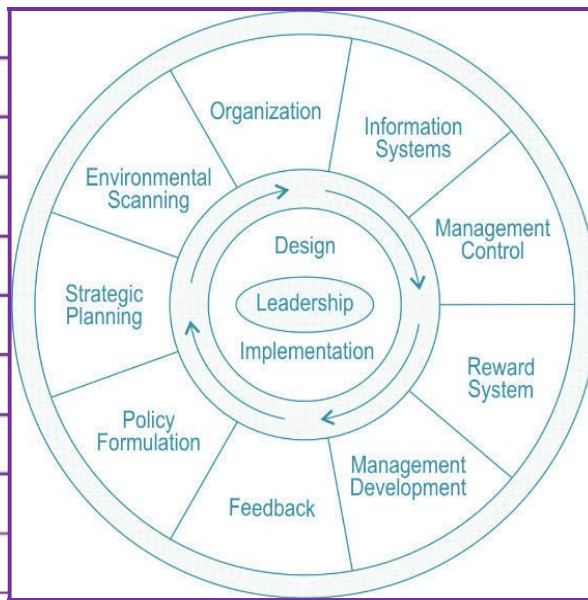 Organization
Information
Systems
Management
Control
Reward
System
Management
Development
Feedback
Policy
Formulation
Strategic
Planning
Environmental
Scanning
Design
Leadership
Implementation